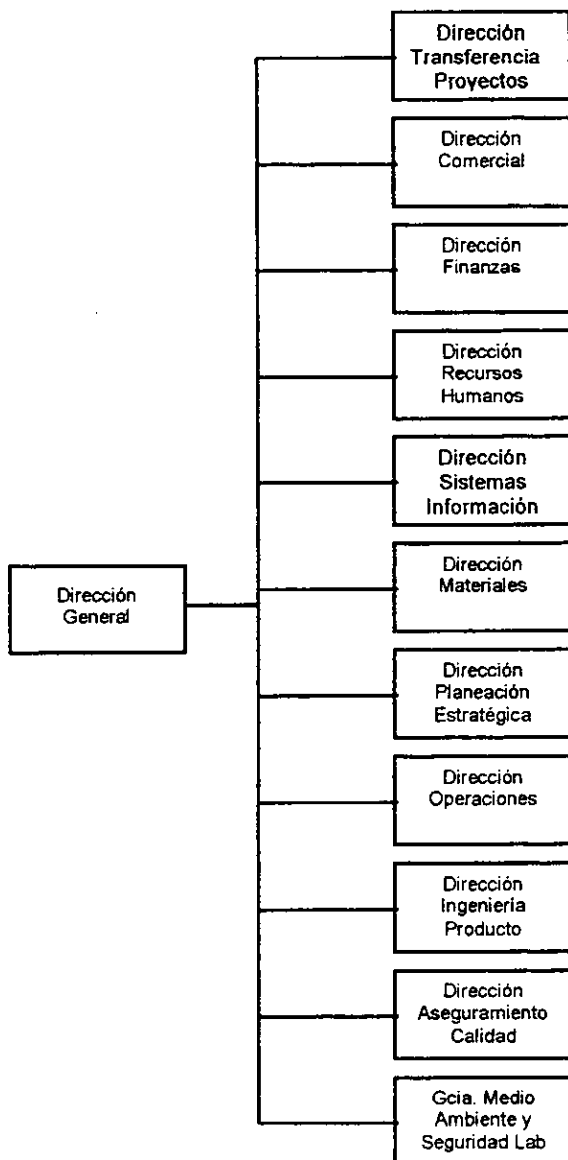 Dirección
Transferencia
Proyectos
Dirección
Comercial
Dirección
Finanzas
Dirección
Recursos
Humanos
Dirección
Sistemas
Información
Dirección
General
Dirección
Materiales
Dirección
Planeación
Estratégica
Dirección
Operaciones
Dirección
Ingeniería
Producto
Dirección
Aseguramiento
Calidad
Gcia. Medio
Ambiente y
Seguridad Lab